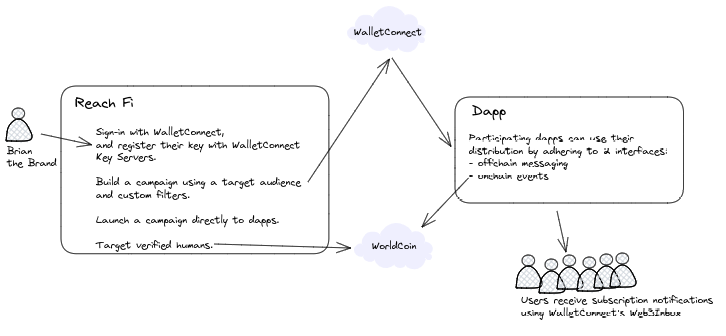 WalletConnect
Reach Fi
Sign-in with WalletConnect,
and register their key with WalletConnect
Key Servers.
Build a campaign using a target audience
and custom filters.
Launch a campaign directly to dapps.
Target verified humans.
Brian
the Brand
Dapp
Participating dapps can use their
distribution by adhering to 2 interfaces:
- offchain messaging
- onchain events
WorldCoin
Users receive subscription notifications
using WalletConnect's Web3Inbox